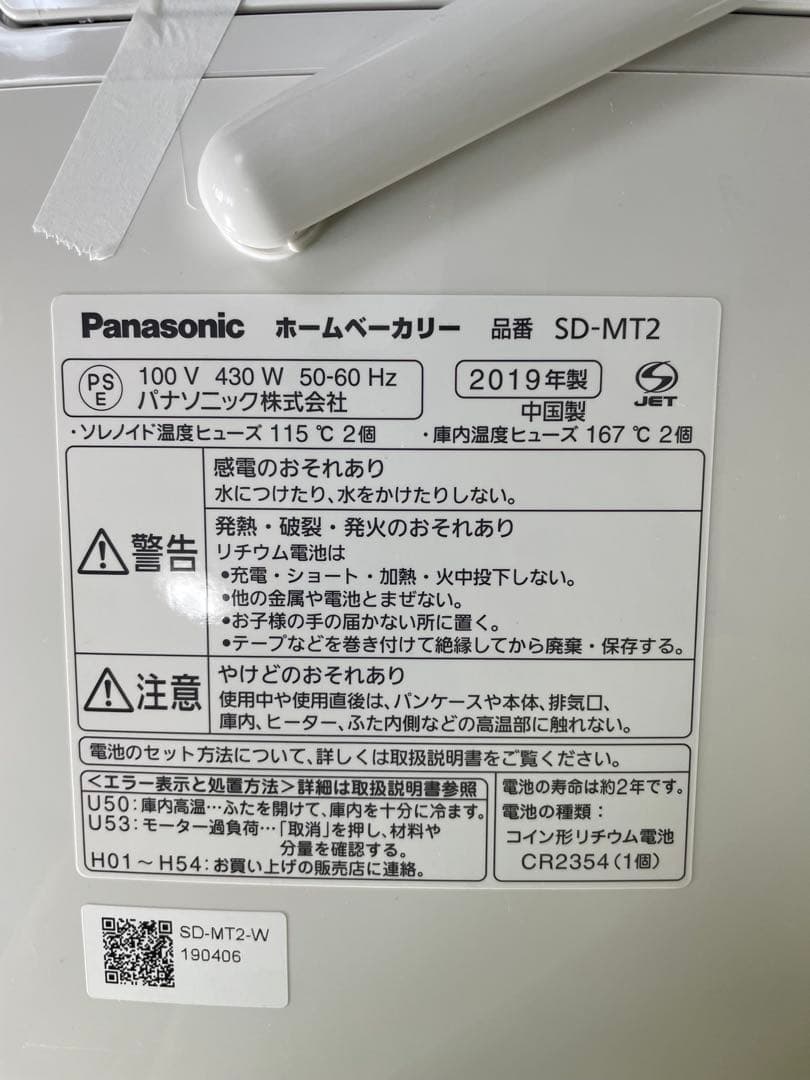 Panasonic ホームベーカリー 品番 SD-MT2
PS E 100 V 430 W 50-60 Hz
パナソニック株式会社
2019年製
中国製
S JET
・ソレノイド温度ヒューズ 115 ℃ 2個 ・庫内温度ヒューズ 167 ℃ 2個
警告
感電のおそれあり
水につけたり、水をかけたりしない。
発熱・破裂・発火のおそれあり
リチウム電池は
●充電・ショート・加熱・火中投下しない。
●他の金属や電池とまぜない。
●お子様の手の届かない所に置く。
●テープなどを巻き付けて絶縁してから廃棄・保存する。
注意
やけどのおそれあり
使用中や使用直後は、パンケースや本体、排気口、
庫内、ヒーター、ふた内側などの高温部に触れない。
電池のセット方法について、詳しくは取扱説明書をご覧ください。
＜エラー表示と処置方法＞詳細は取扱説明書参照
U50：庫内高温…ふたを開けて、庫内を十分に冷ます。
U53：モーター過負荷…「取消」を押し、材料や
分量を確認する。
H01～H54：お買い上げの販売店に連絡。
電池の寿命は約2年です。
電池の種類：
コイン形リチウム電池
CR2354（1個）
SD-MT2-W
190406